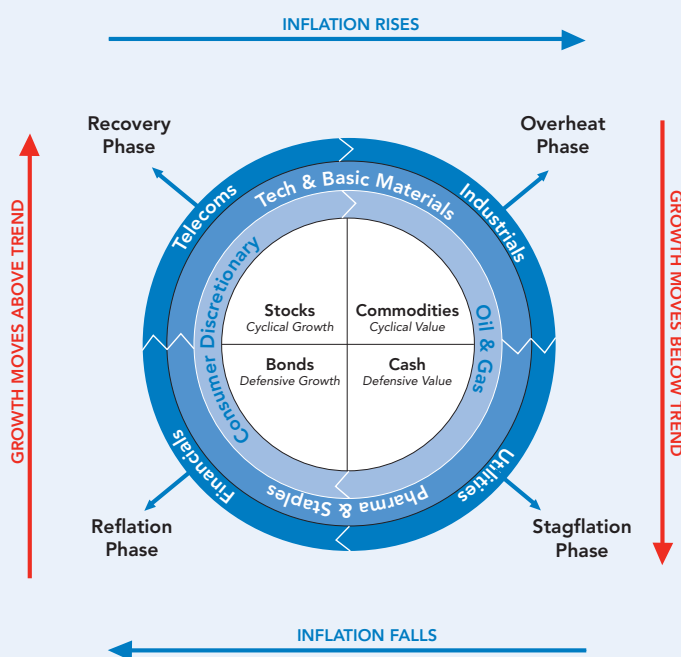 INFLATION RISES
Recovery
Phase
Overheat
Phase
GROWTH MOVES ABOVE TREND
GROWTH MOVES BELOW TREND
Telecoms
Tech & Basic Materials
Industrials
Consumer Discretionary
Oil & Gas
Stocks
Cyclical Growth
Commodities
Cyclical Value
Bonds
Defensive Growth
Cash
Defensive Value
Financials
Pharma & Staples
Utilities
Reflation
Phase
Stagflation
Phase
INFLATION FALLS